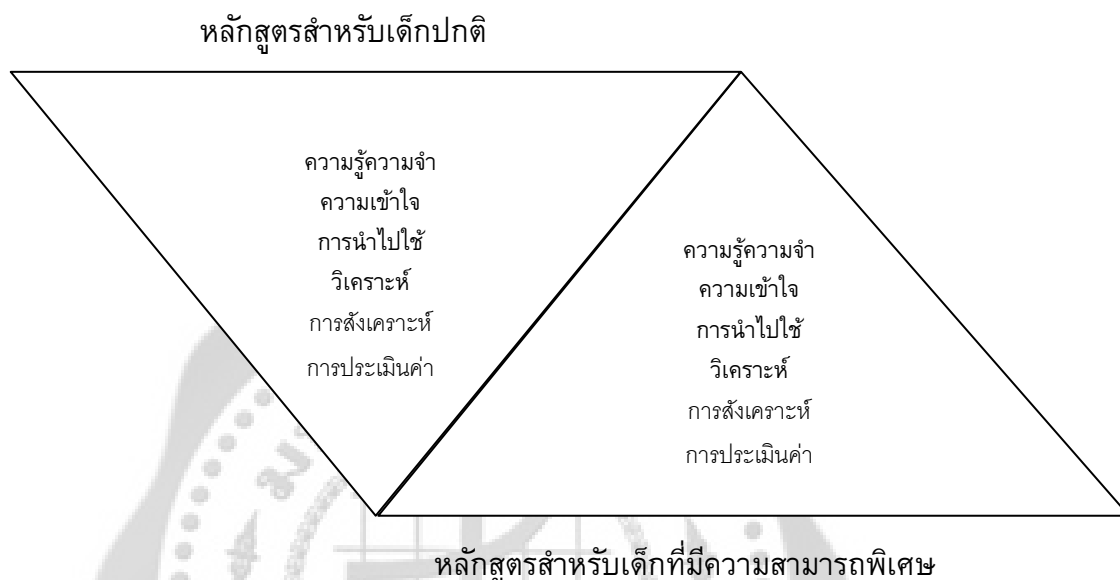 หลักสูตรสำหรับเด็กปกติ
ความรู้ความจำ
ความเข้าใจ
การนำไปใช้
วิเคราะห์
การสังเคราะห์
การประเมินค่า
ความรู้ความจำ
ความเข้าใจ
การนำไปใช้
วิเคราะห์
การสังเคราะห์
การประเมินค่า
หลักสูตรสำหรับเด็กที่มีความสามารถพิเศษ